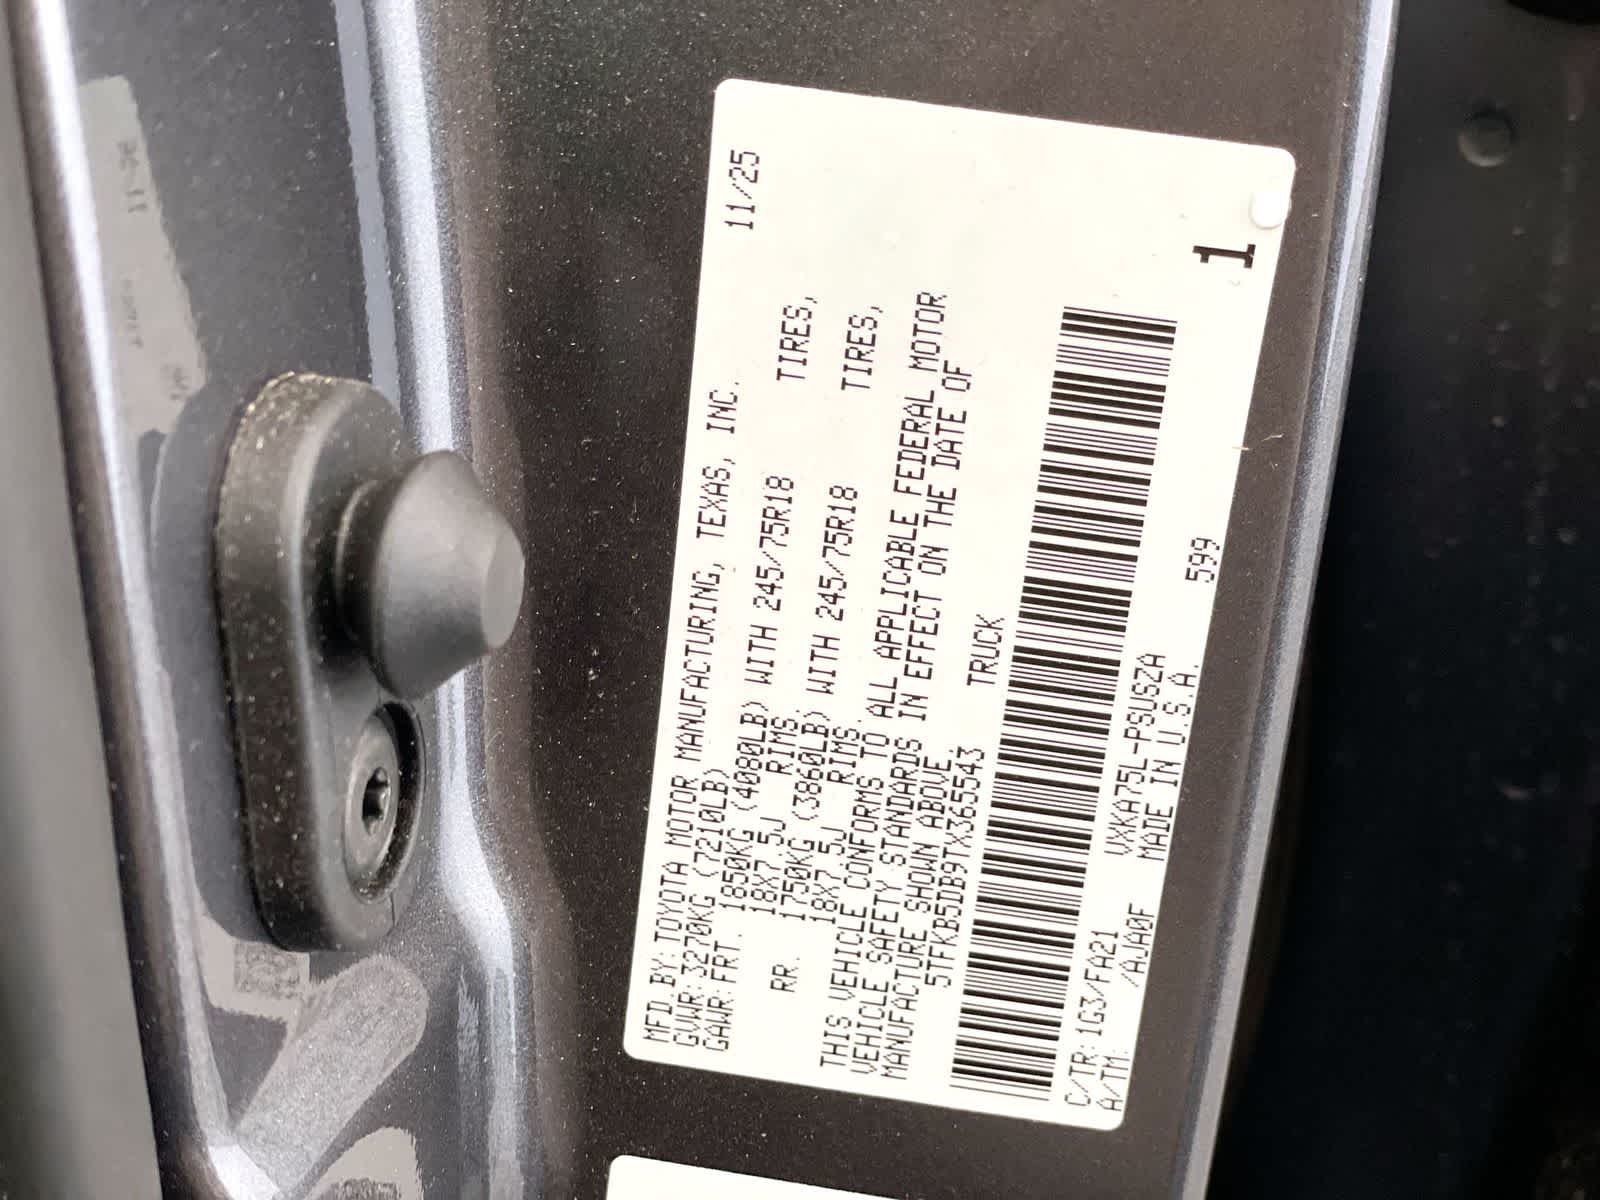 MFD BY: TOYOTA MOTOR MANUFACTURING, TEXAS, INC. 11/25
GVWR: 3270KG (7210LB)
GAWR: FRT. 1850KG (4080LB) WITH 245/75R18 TIRES,
18X7.5J RIMS,
RR. 1750KG (3860LB) WITH 245/75R18 TIRES,
18X7.5J RIMS.
THIS VEHICLE CONFORMS TO ALL APPLICABLE FEDERAL MOTOR
VEHICLE SAFETY STANDARDS IN EFFECT ON THE DATE OF
MANUFACTURE SHOWN ABOVE.
5TFKB5DB9TX365543 TRUCK
C/TR: 1G3/FA21 VXKA75L-PSUSZA 599 1
A/TM: /AJA0F MADE IN U.S.A.